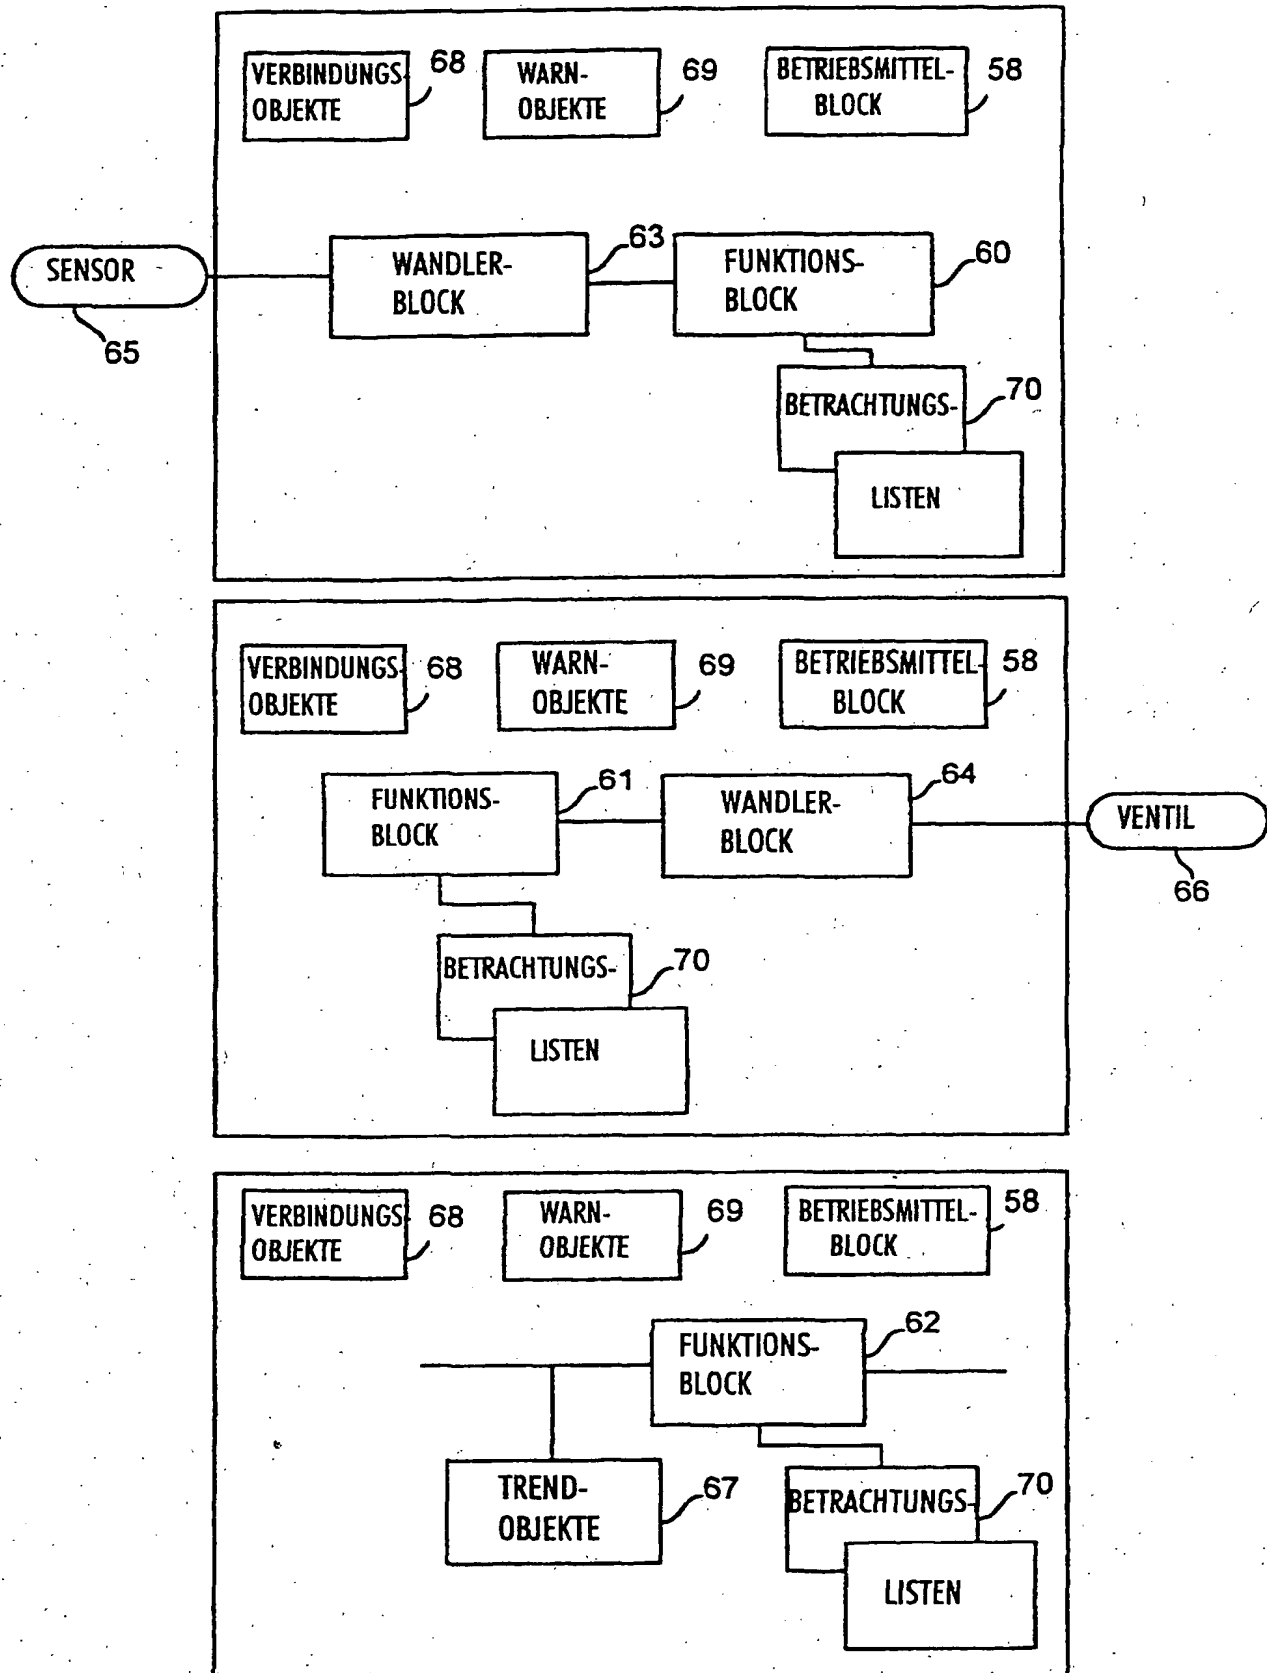 VERBINDUNGS-
OBJEKTE
68
WARN-
OBJEKTE
69
BETRIEBSMITTEL-
BLOCK
58
SENSOR
65
WANDLER-
BLOCK
63
FUNKTIONS-
BLOCK
60
BETRACHTUNGS-
LISTEN
70
VERBINDUNGS-
OBJEKTE
68
WARN-
OBJEKTE
69
BETRIEBSMITTEL-
BLOCK
58
FUNKTIONS-
BLOCK
61
WANDLER-
BLOCK
64
VENTIL
66
BETRACHTUNGS-
LISTEN
70
VERBINDUNGS-
OBJEKTE
68
WARN-
OBJEKTE
69
BETRIEBSMITTEL-
BLOCK
58
FUNKTIONS-
BLOCK
62
TREND-
OBJEKTE
67
BETRACHTUNGS-
LISTEN
70